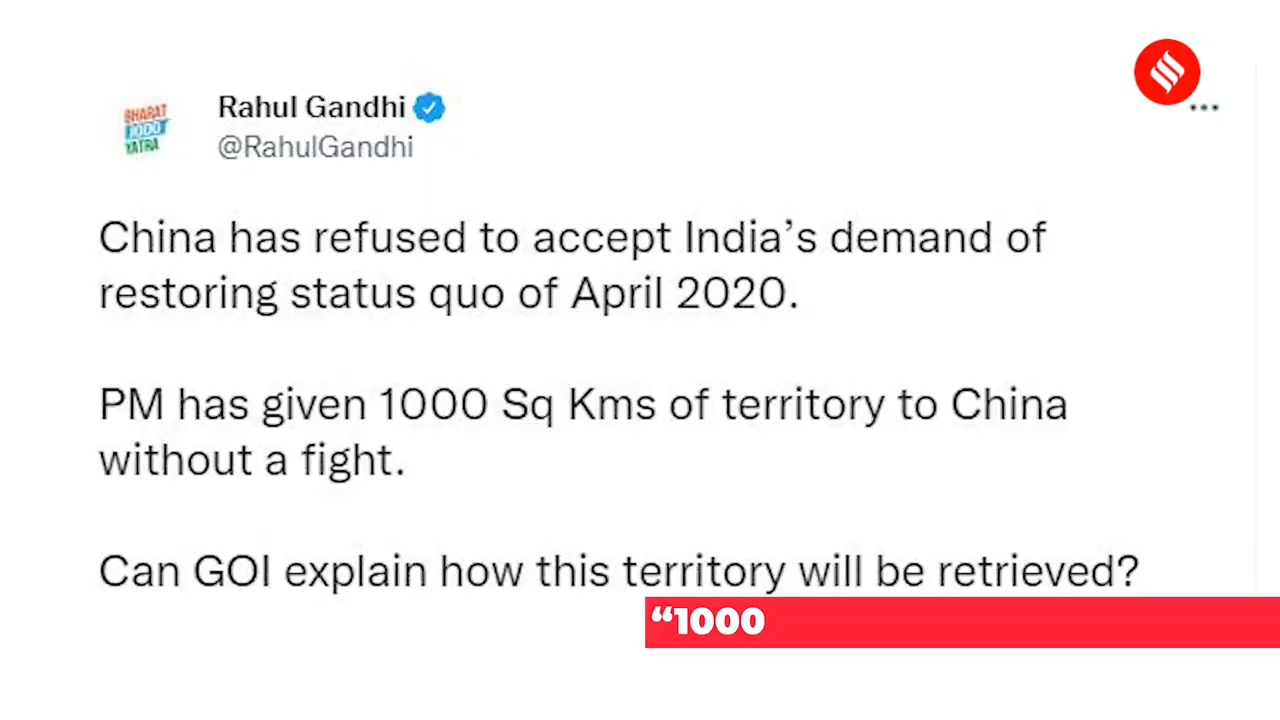 BHARAT
JODO
YATRA
Rahul Gandhi
@RahulGandhi
China has refused to accept India’s demand of
restoring status quo of April 2020.
PM has given 1000 Sq Kms of territory to China
without a fight.
Can GOI explain how this territory will be retrieved?
“1000